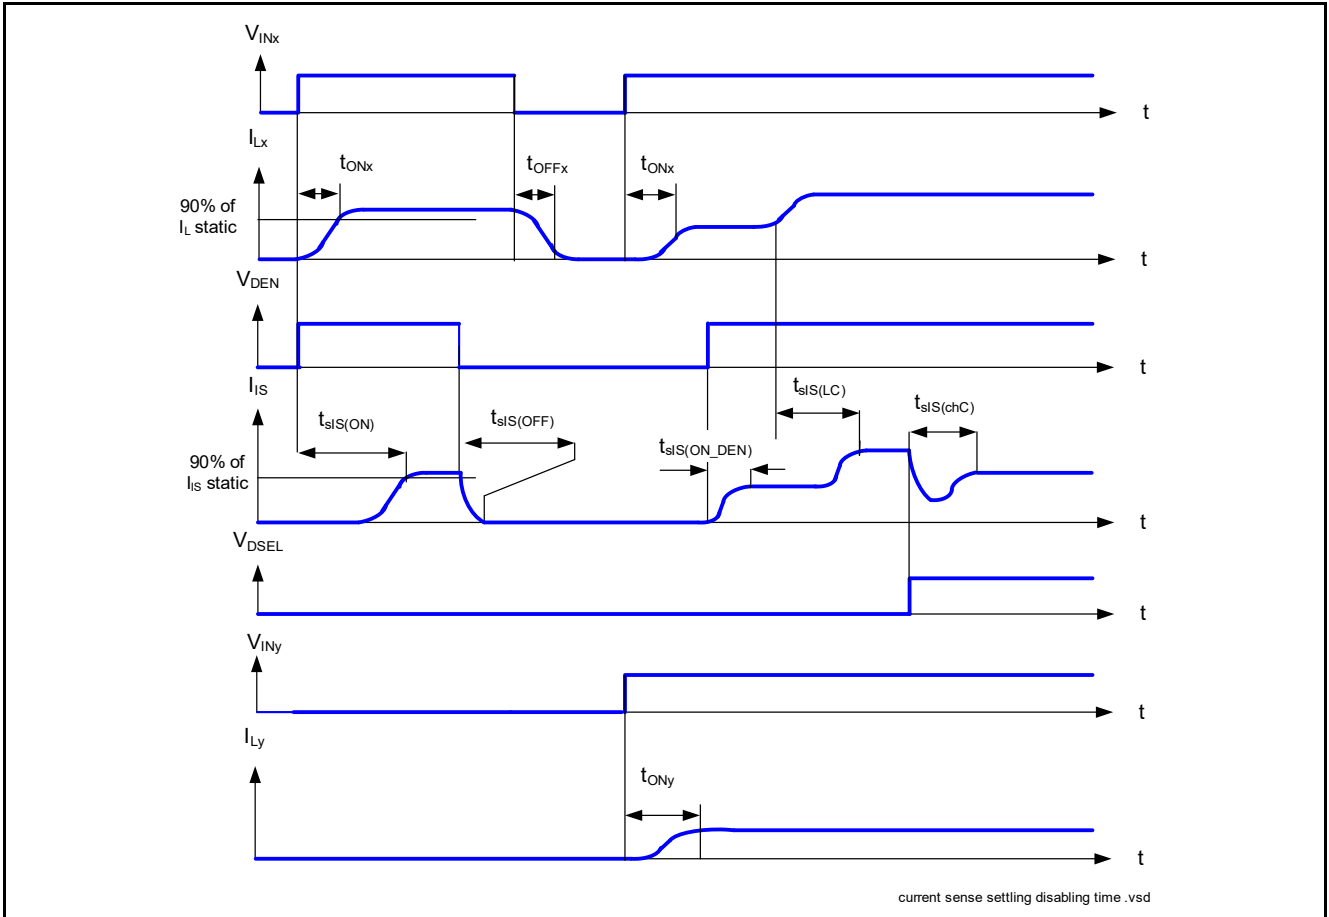 VINx
t
ILx
tONx
tOFFx
tONx
90% of
IL static
t
VDEN
t
IIS
tsIS(ON)
tsIS(OFF)
tsIS(LC)
tsIS(chC)
tsIS(ON_DEN)
90% of
IIS static
t
VDSEL
t
VINy
t
ILy
tONy
t
current sense settling disabling time .vsd